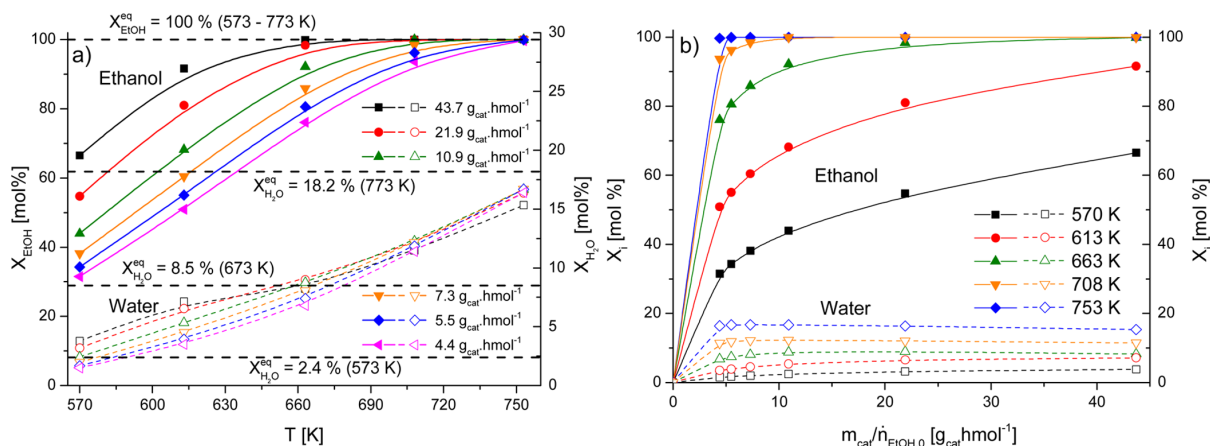 X^eq_EtOH = 100 % (573 - 773 K)
a)
Ethanol
43.7 g_cat.hmol^-1
21.9 g_cat.hmol^-1
10.9 g_cat.hmol^-1
X^eq_H2O = 18.2 % (773 K)
X^eq_H2O = 8.5 % (673 K)
Water
7.3 g_cat.hmol^-1
5.5 g_cat.hmol^-1
4.4 g_cat.hmol^-1
X^eq_H2O = 2.4 % (573 K)
100
80
60
40
20
0
X_EtOH [mol%]
30
25
20
15
10
5
0
X_H2O [mol%]
570 600 630 660 690 720 750
T [K]
b)
Ethanol
570 K
613 K
663 K
708 K
753 K
Water
100
80
60
40
20
0
X_i [mol %]
100
80
60
40
20
0
X_i [mol %]
0 10 20 30 40
m_cat/ṅ_EtOH,0 [g_cat hmol^-1]